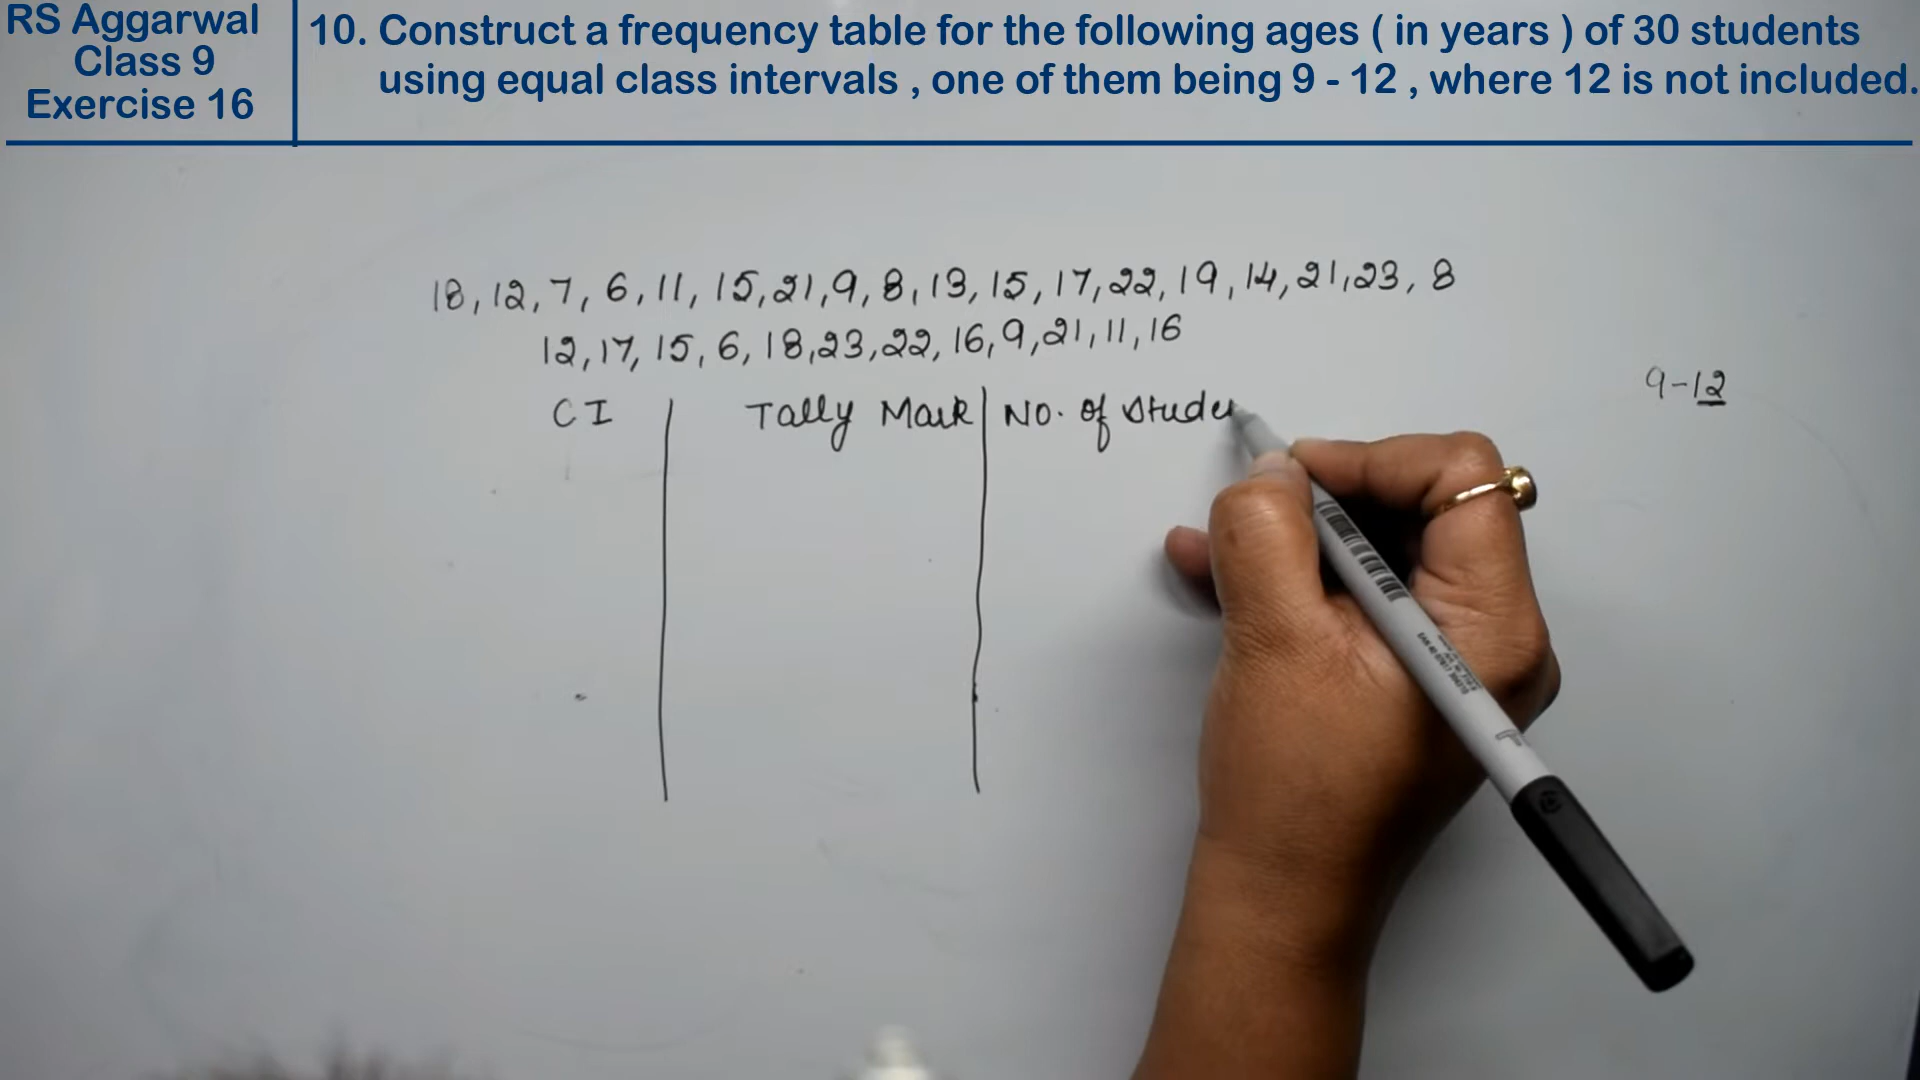 RS Aggarwal
Class 9
Exercise 16
10. Construct a frequency table for the following ages ( in years ) of 30 students
using equal class intervals , one of them being 9 - 12 , where 12 is not included.
18, 12, 7, 6, 11, 15, 21, 9, 8, 13, 15, 17, 22, 19, 14, 21, 23, 8
12, 17, 15, 6, 18, 23, 22, 16, 9, 21, 11, 16
9-12
CI Tally Mark No. of Studen